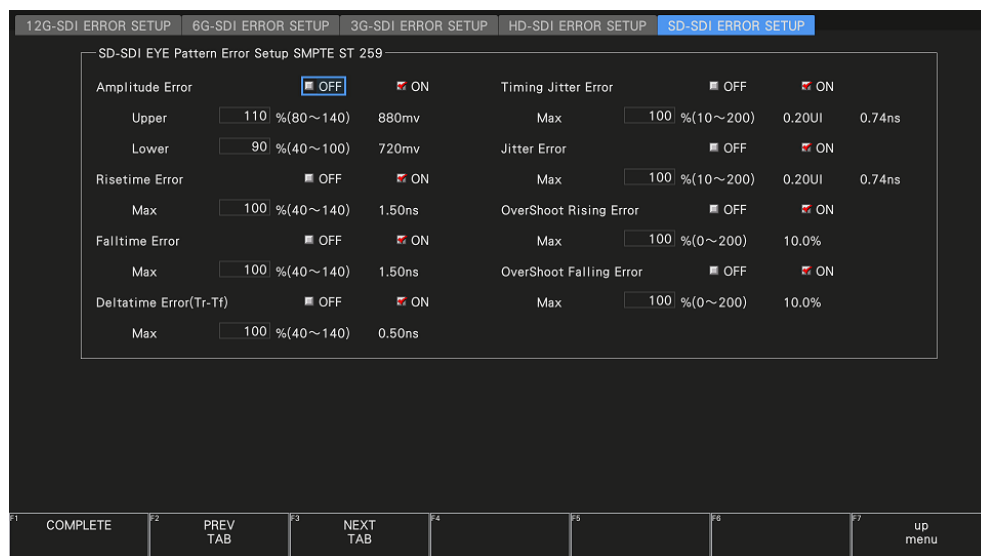 12G-SDI ERROR SETUP 6G-SDI ERROR SETUP 3G-SDI ERROR SETUP HD-SDI ERROR SETUP SD-SDI ERROR SETUP
SD-SDI EYE Pattern Error Setup SMPTE ST 259
Amplitude Error OFF ON
Upper 110 %(80～140) 880mv
Lower 90 %(40～100) 720mv
Risetime Error OFF ON
Max 100 %(40～140) 1.50ns
Falltime Error OFF ON
Max 100 %(40～140) 1.50ns
Deltatime Error(Tr-Tf) OFF ON
Max 100 %(40～140) 0.50ns
Timing Jitter Error OFF ON
Max 100 %(10～200) 0.20UI 0.74ns
Jitter Error OFF ON
Max 100 %(10～200) 0.20UI 0.74ns
OverShoot Rising Error OFF ON
Max 100 %(0～200) 10.0%
OverShoot Falling Error OFF ON
Max 100 %(0～200) 10.0%
F1 COMPLETE
F2 PREV
TAB
F3 NEXT
TAB
F4
F5
F6
F7 up
menu